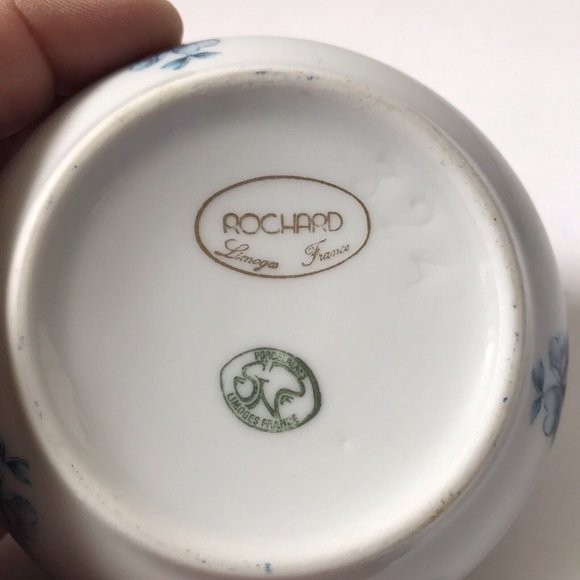 ROCHARD
Limoges France
PORCELAINES
LIMOGES FRANCE